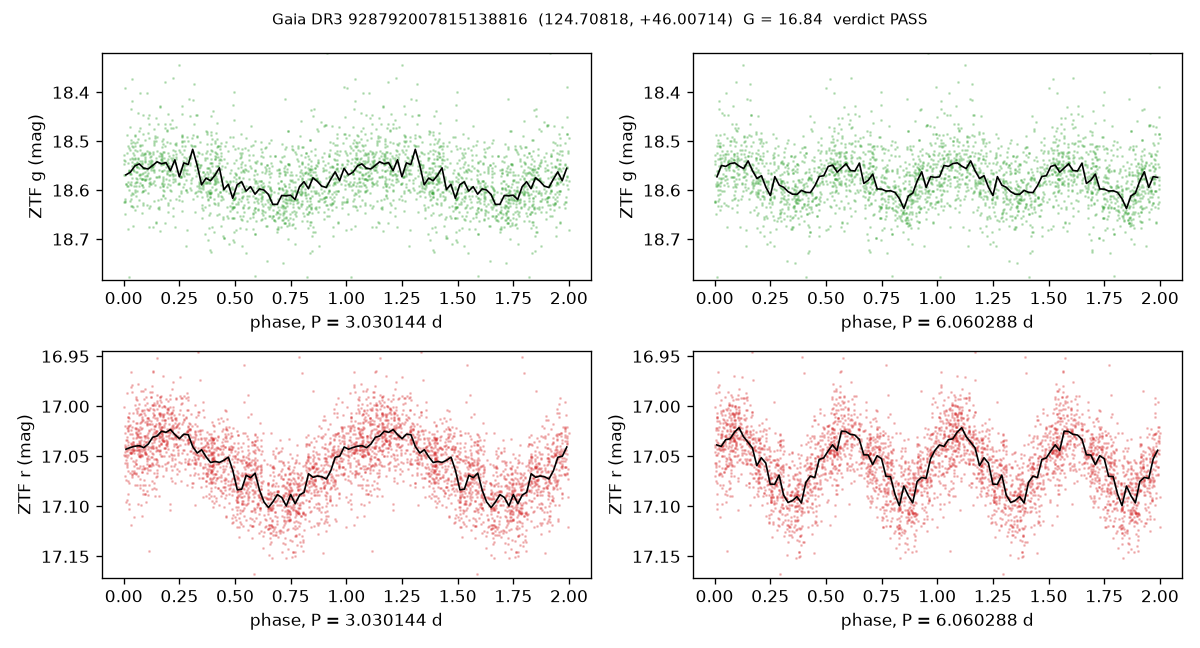 Gaia DR3 928792007815138816  (124.70818, +46.00714)  G = 16.84  verdict PASS
ZTF g (mag)
18.4
18.5
18.6
18.7
0.00 0.25 0.50 0.75 1.00 1.25 1.50 1.75 2.00
phase, P = 3.030144 d
ZTF g (mag)
18.4
18.5
18.6
18.7
0.00 0.25 0.50 0.75 1.00 1.25 1.50 1.75 2.00
phase, P = 6.060288 d
ZTF r (mag)
16.95
17.00
17.05
17.10
17.15
0.00 0.25 0.50 0.75 1.00 1.25 1.50 1.75 2.00
phase, P = 3.030144 d
ZTF r (mag)
16.95
17.00
17.05
17.10
17.15
0.00 0.25 0.50 0.75 1.00 1.25 1.50 1.75 2.00
phase, P = 6.060288 d